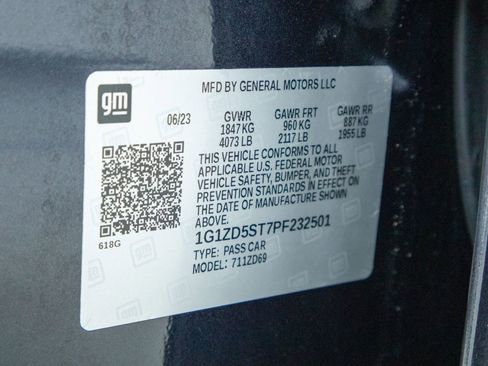 gm
MFD BY GENERAL MOTORS LLC
06/23 GVWR GAWR FRT GAWR RR
1847 KG 960 KG 887 KG
4073 LB 2117 LB 1955 LB
THIS VEHICLE CONFORMS TO ALL
APPLICABLE U.S. FEDERAL MOTOR
VEHICLE SAFETY, BUMPER, AND THEFT
PREVENTION STANDARDS IN EFFECT ON
THE DATE OF MANUFACTURE SHOWN
ABOVE.
1G1ZD5ST7PF232501
TYPE: PASS CAR
MODEL: 711ZD69
618G